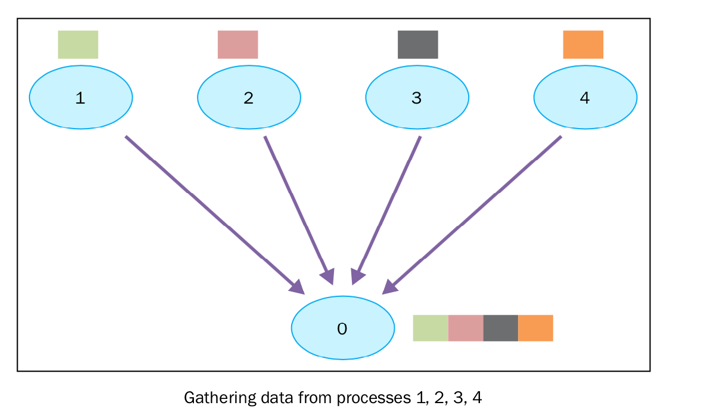 1 2 3 4
0
Gathering data from processes 1, 2, 3, 4